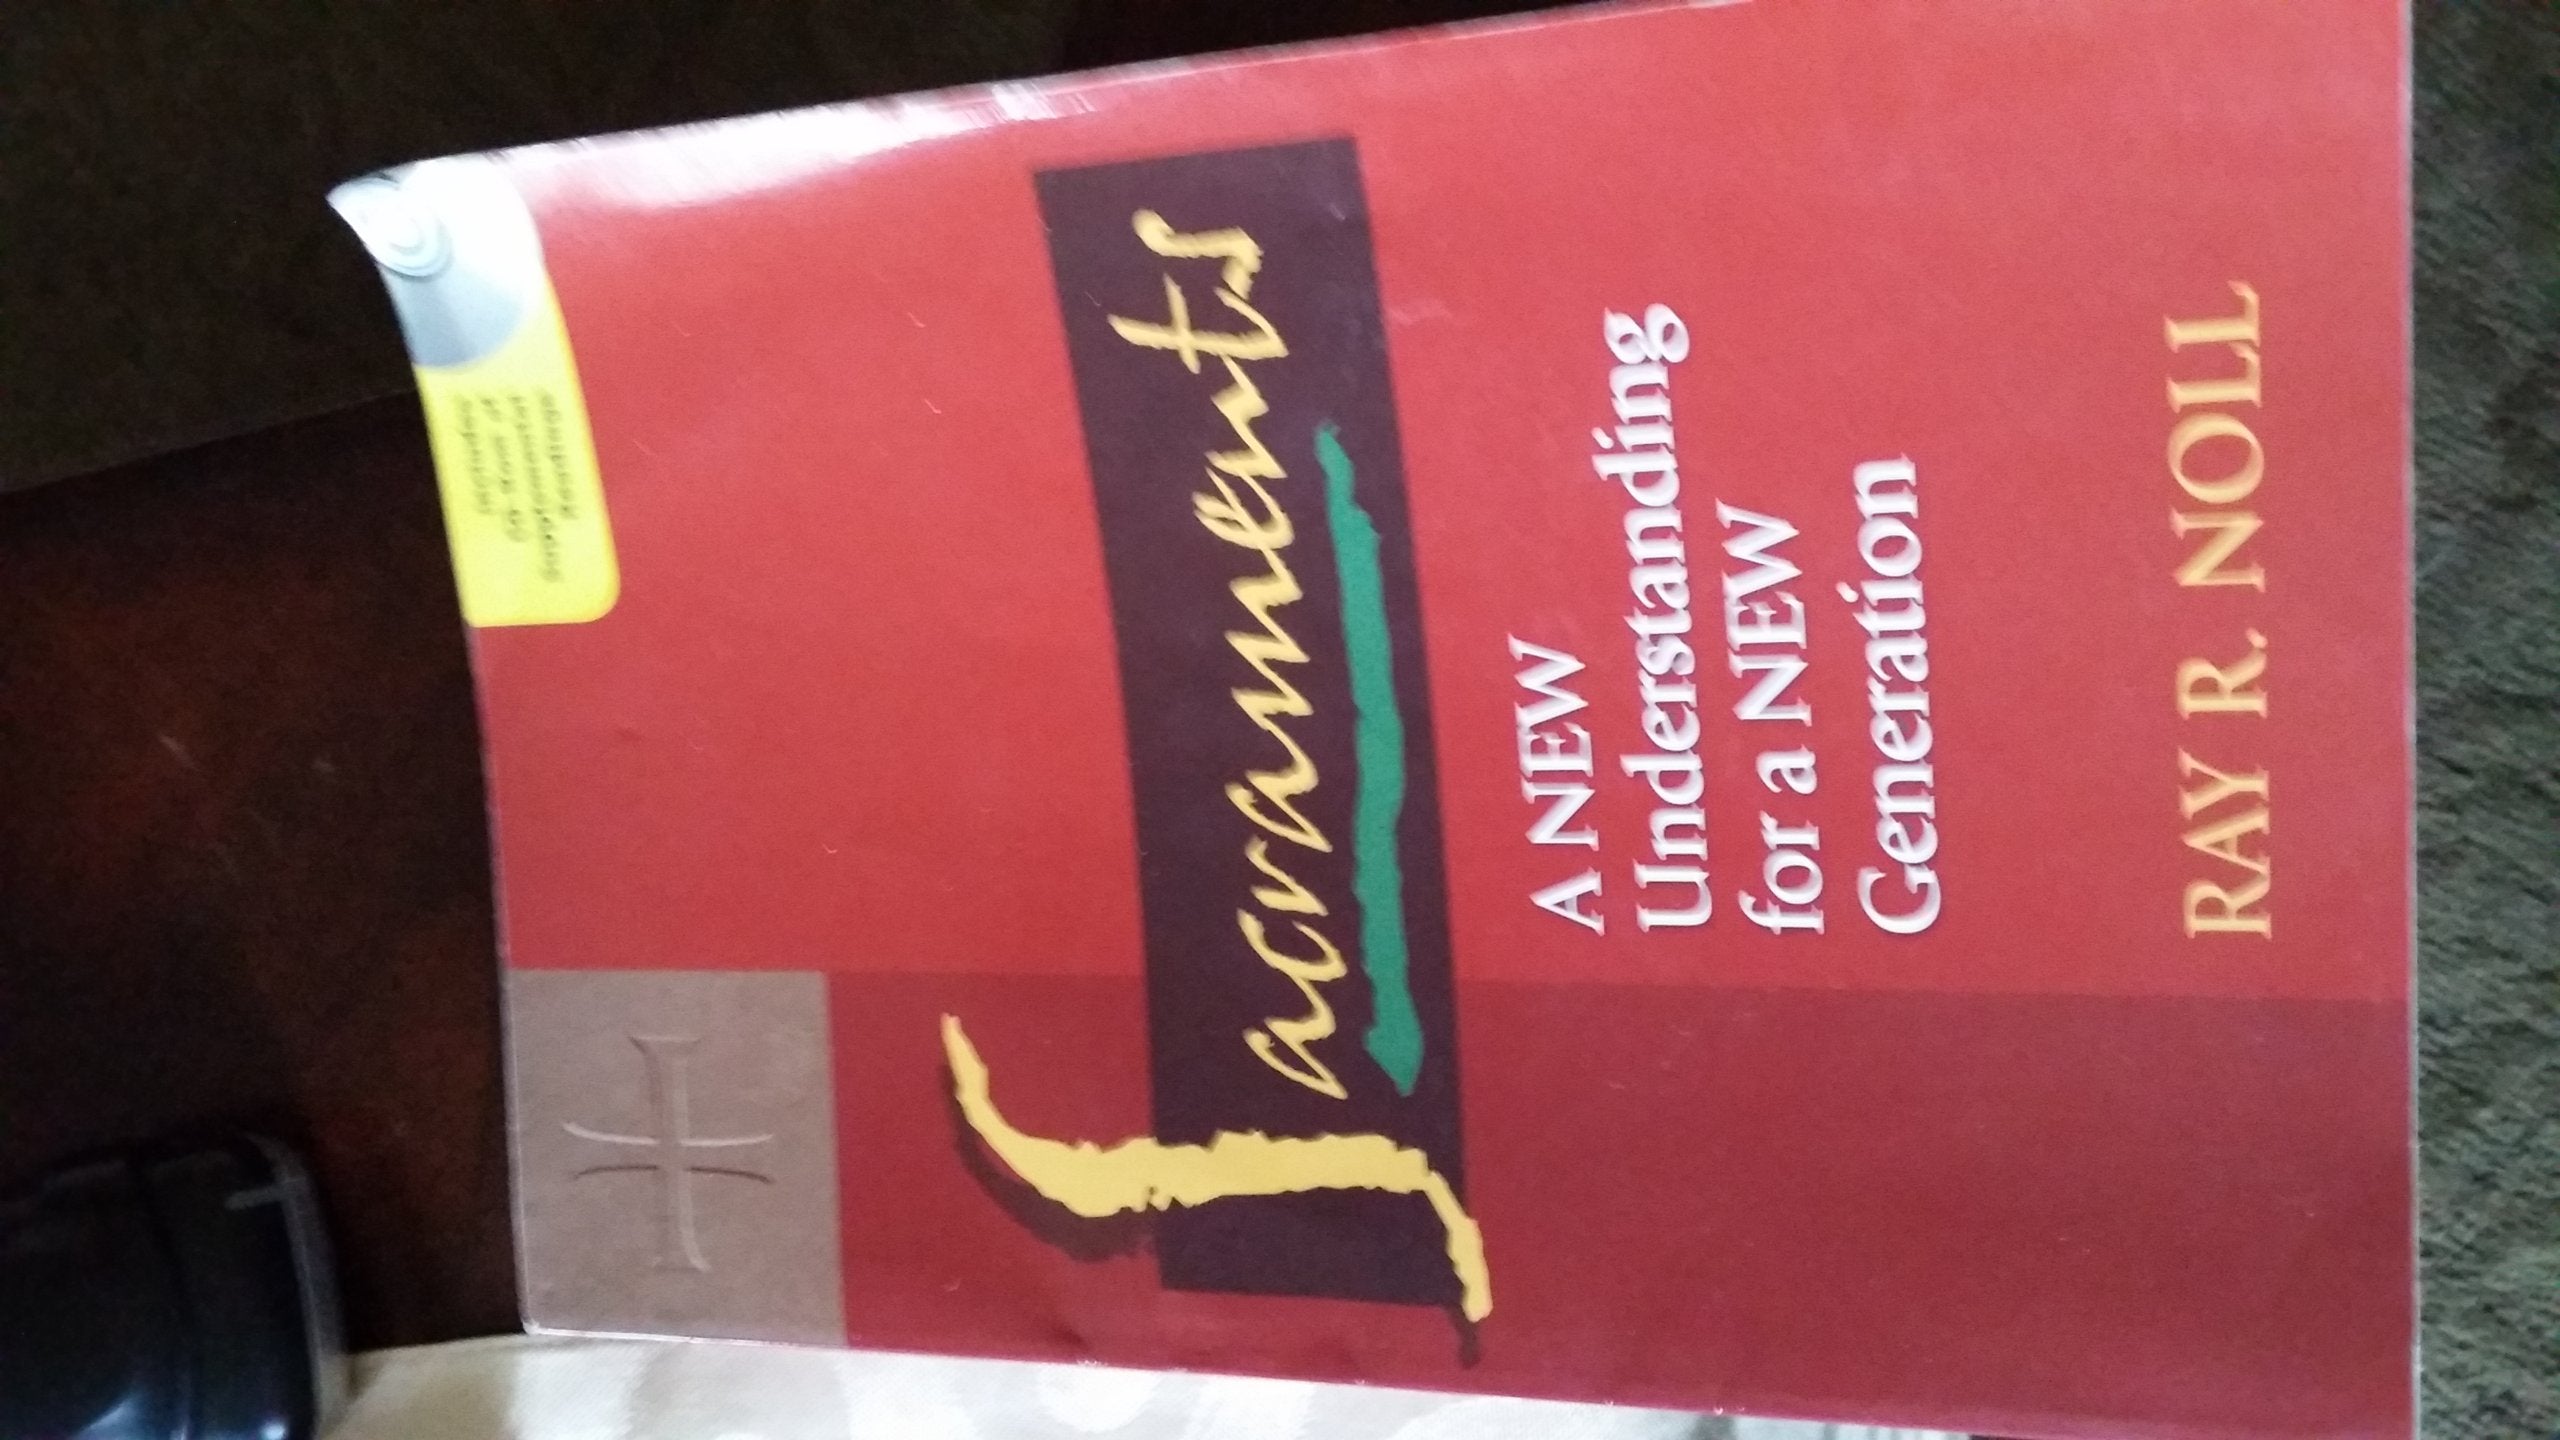 Sacraments
A NEW
Understanding
for a NEW
Generation
RAY R. NOLL